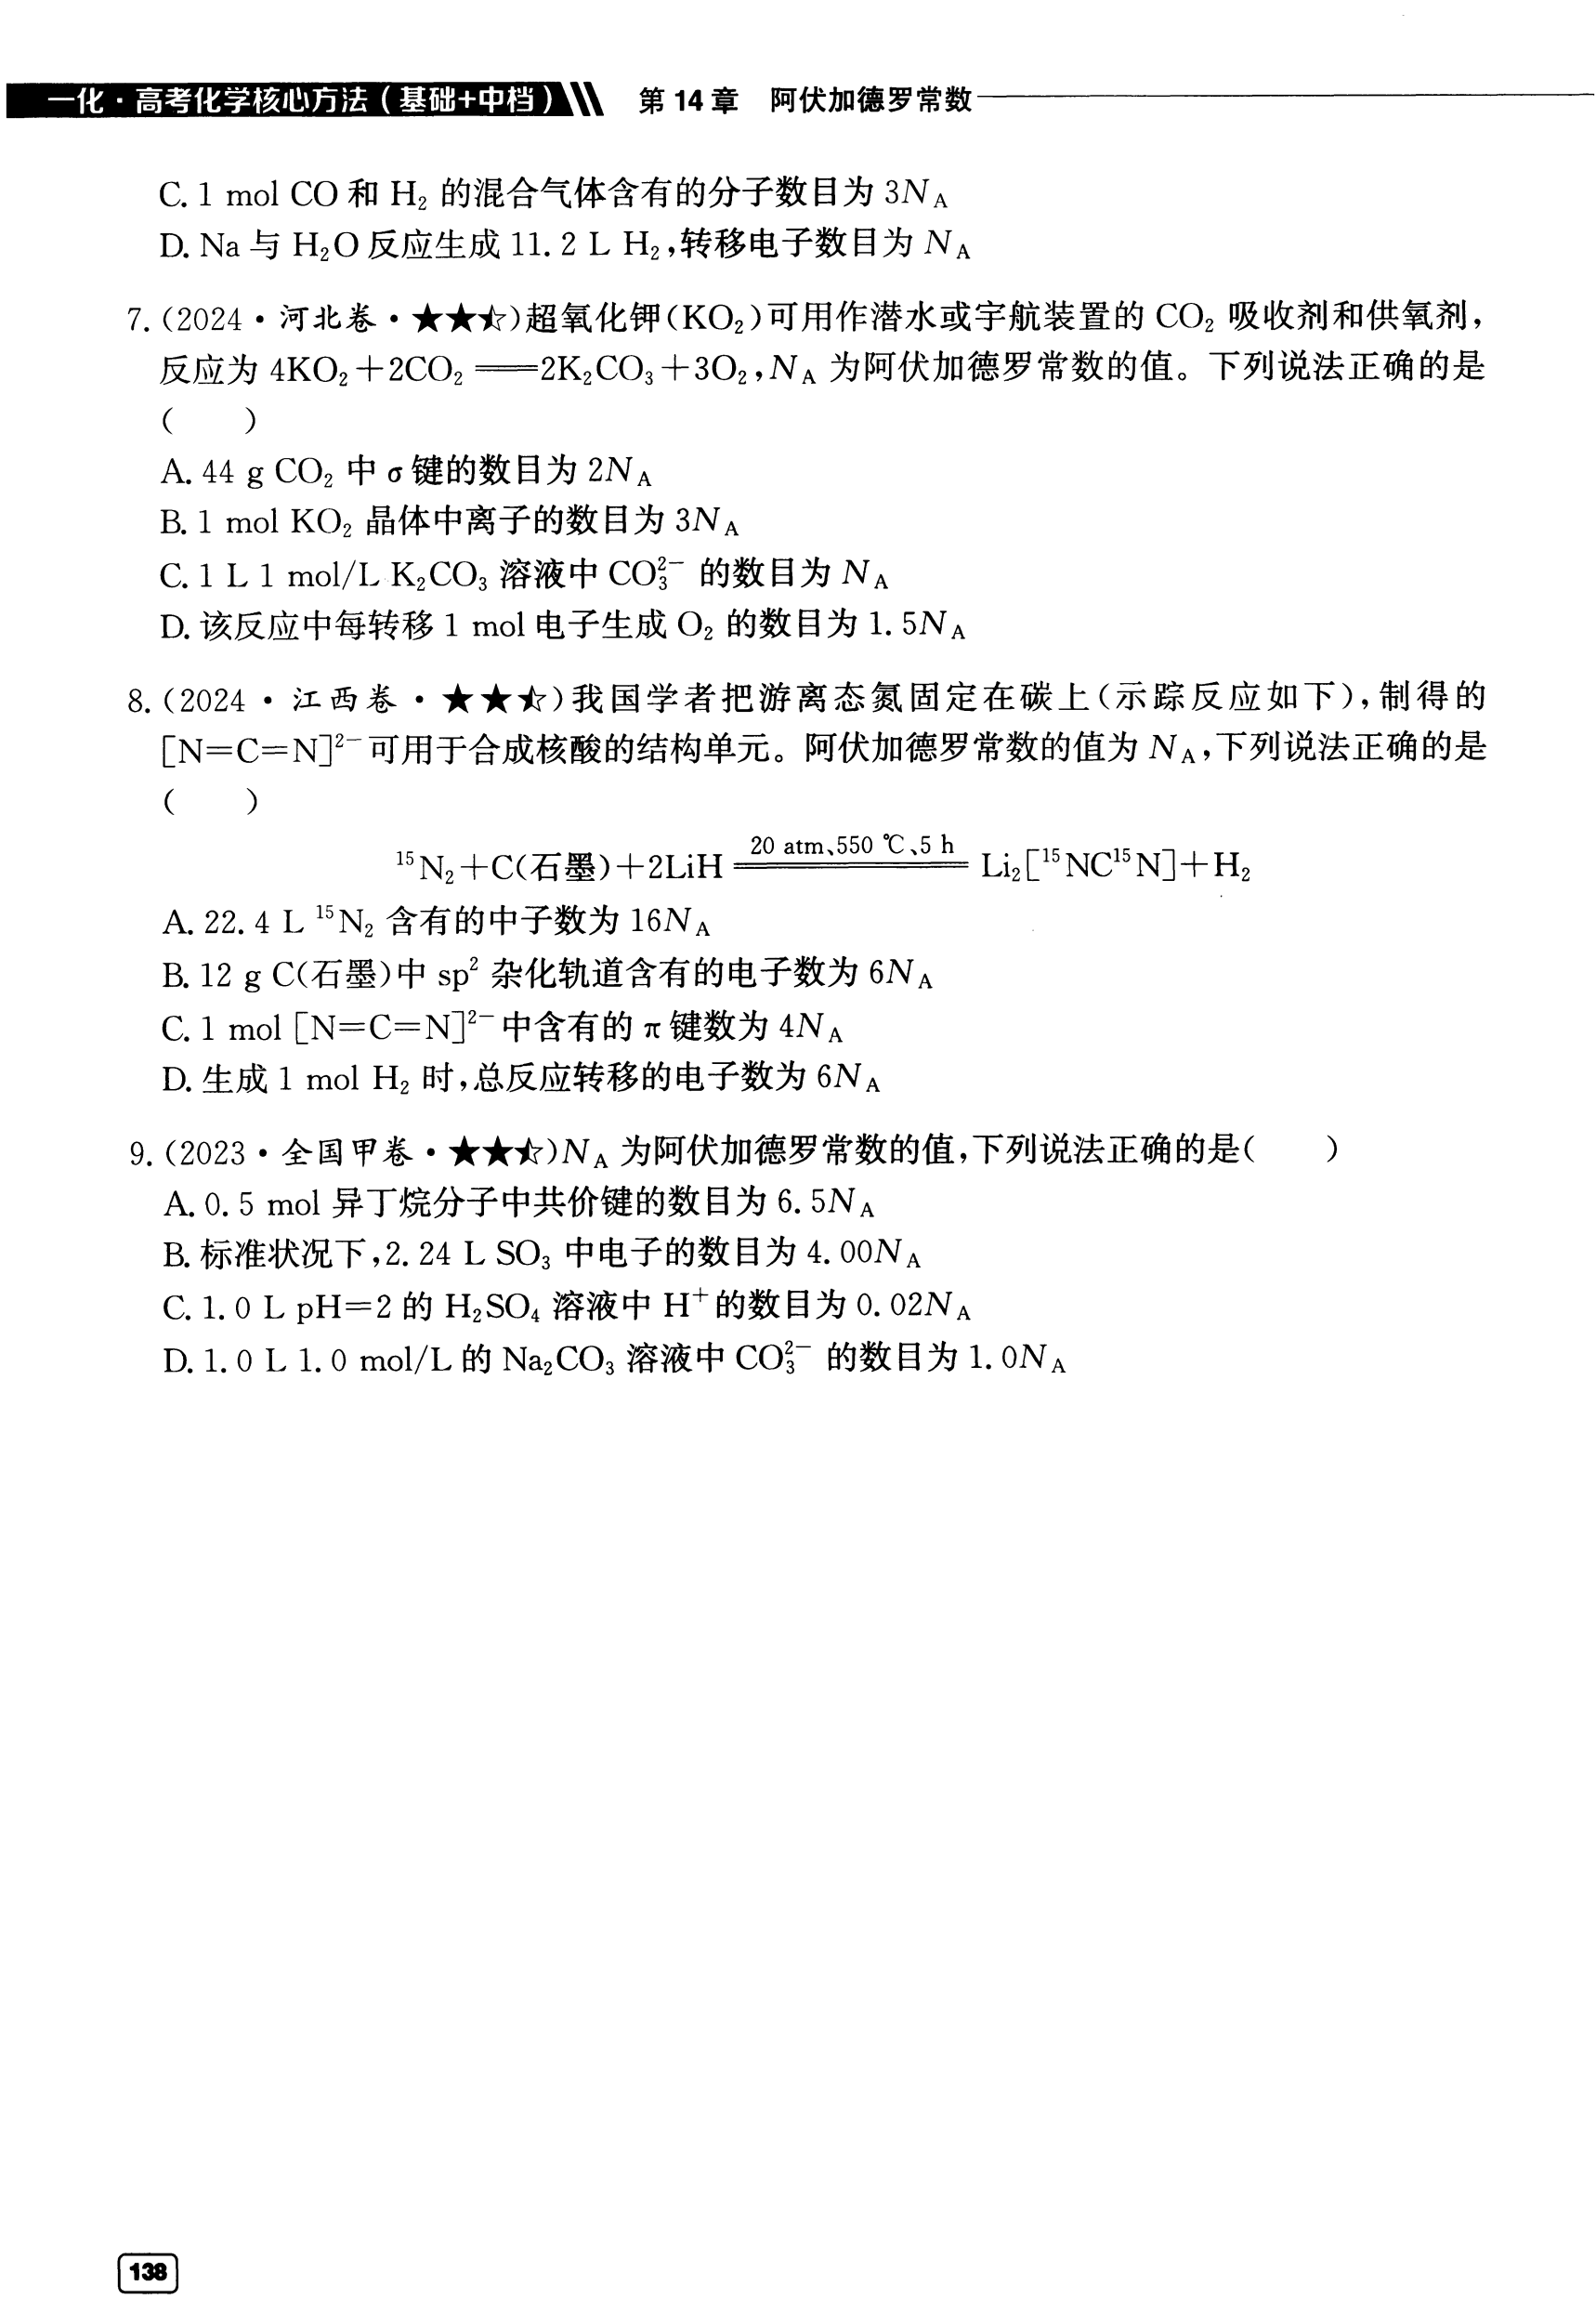 一化·高考化学核心方法（基础+中档） 第14章 阿伏加德罗常数
C. 1 mol CO 和 H₂ 的混合气体含有的分子数目为 3N_A
D. Na 与 H₂O 反应生成 11.2 L H₂,转移电子数目为 N_A
7.(2024·河北卷·★★☆)超氧化钾(KO₂)可用作潜水或宇航装置的 CO₂ 吸收剂和供氧剂,
反应为 4KO₂+2CO₂══2K₂CO₃+3O₂,N_A 为阿伏加德罗常数的值。下列说法正确的是
(  )
A. 44 g CO₂ 中 σ 键的数目为 2N_A
B. 1 mol KO₂ 晶体中离子的数目为 3N_A
C. 1 L 1 mol/L K₂CO₃ 溶液中 CO₃²⁻ 的数目为 N_A
D. 该反应中每转移 1 mol 电子生成 O₂ 的数目为 1.5N_A
8.(2024·江西卷·★★☆)我国学者把游离态氮固定在碳上(示踪反应如下),制得的
[N=C=N]²⁻可用于合成核酸的结构单元。阿伏加德罗常数的值为 N_A,下列说法正确的是
(  )
20 atm、550 ℃、5 h
¹⁵N₂+C(石墨)+2LiH ══ Li₂[¹⁵NC¹⁵N]+H₂
A. 22.4 L ¹⁵N₂ 含有的中子数为 16N_A
B. 12 g C(石墨)中 sp² 杂化轨道含有的电子数为 6N_A
C. 1 mol [N=C=N]²⁻中含有的 π 键数为 4N_A
D. 生成 1 mol H₂ 时,总反应转移的电子数为 6N_A
9.(2023·全国甲卷·★★☆)N_A 为阿伏加德罗常数的值,下列说法正确的是(  )
A. 0.5 mol 异丁烷分子中共价键的数目为 6.5N_A
B. 标准状况下,2.24 L SO₃ 中电子的数目为 4.00N_A
C. 1.0 L pH=2 的 H₂SO₄ 溶液中 H⁺的数目为 0.02N_A
D. 1.0 L 1.0 mol/L 的 Na₂CO₃ 溶液中 CO₃²⁻ 的数目为 1.0N_A
138